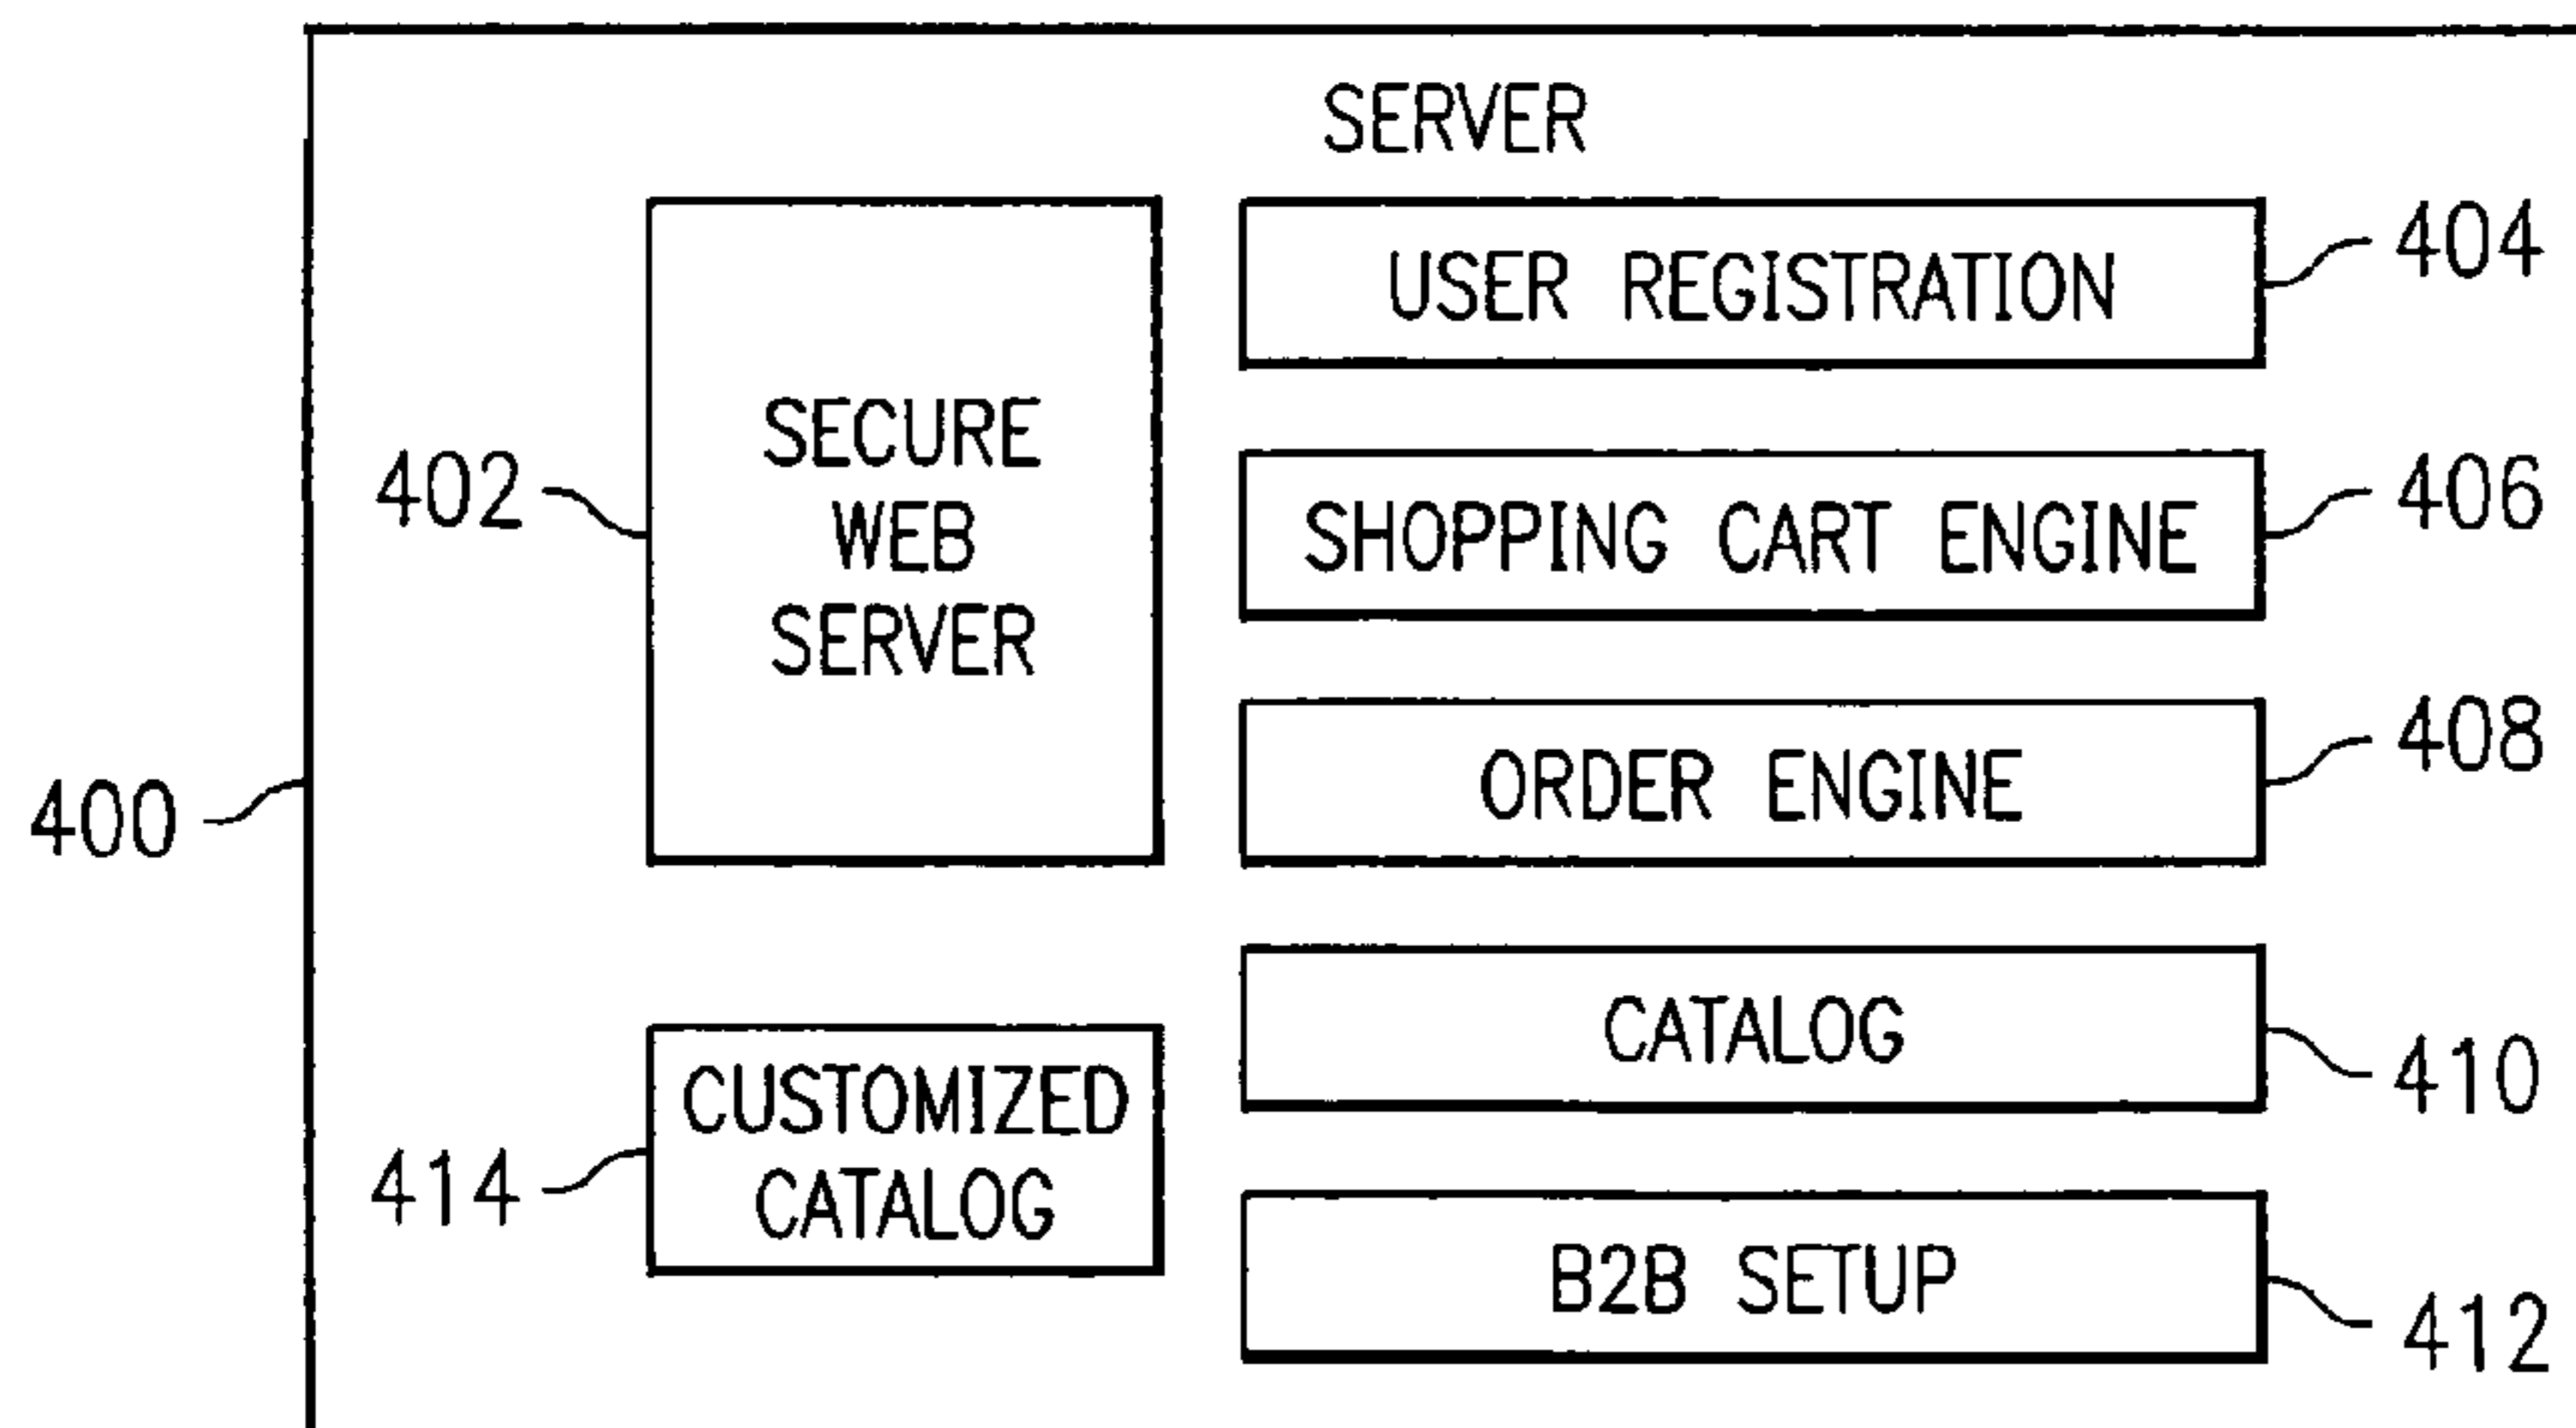 SERVER
402
SECURE
WEB
SERVER
400
414
CUSTOMIZED
CATALOG
USER REGISTRATION
404
SHOPPING CART ENGINE
406
ORDER ENGINE
408
CATALOG
410
B2B SETUP
412